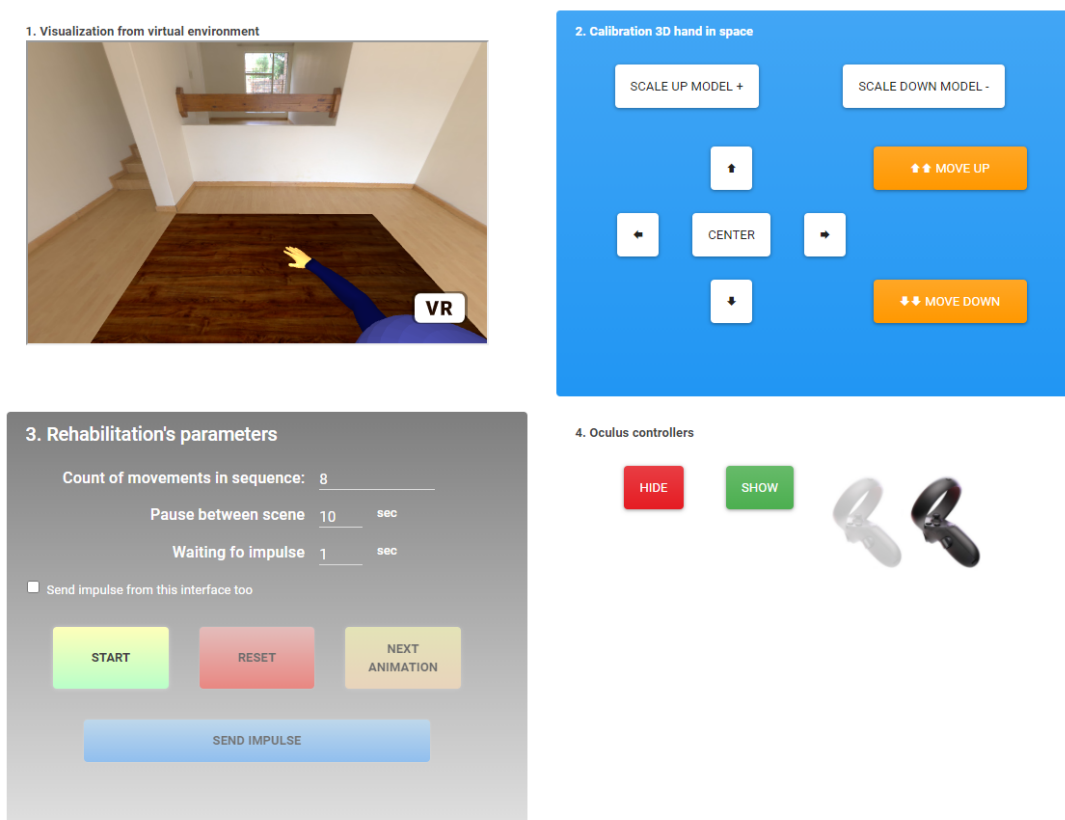 1. Visualization from virtual environment
VR
2. Calibration 3D hand in space
SCALE UP MODEL +
SCALE DOWN MODEL -
MOVE UP
CENTER
MOVE DOWN
3. Rehabilitation's parameters
Count of movements in sequence: 8
Pause between scene 10 sec
Waiting fo impulse 1 sec
Send impulse from this interface too
START
RESET
NEXT
ANIMATION
SEND IMPULSE
4. Oculus controllers
HIDE
SHOW